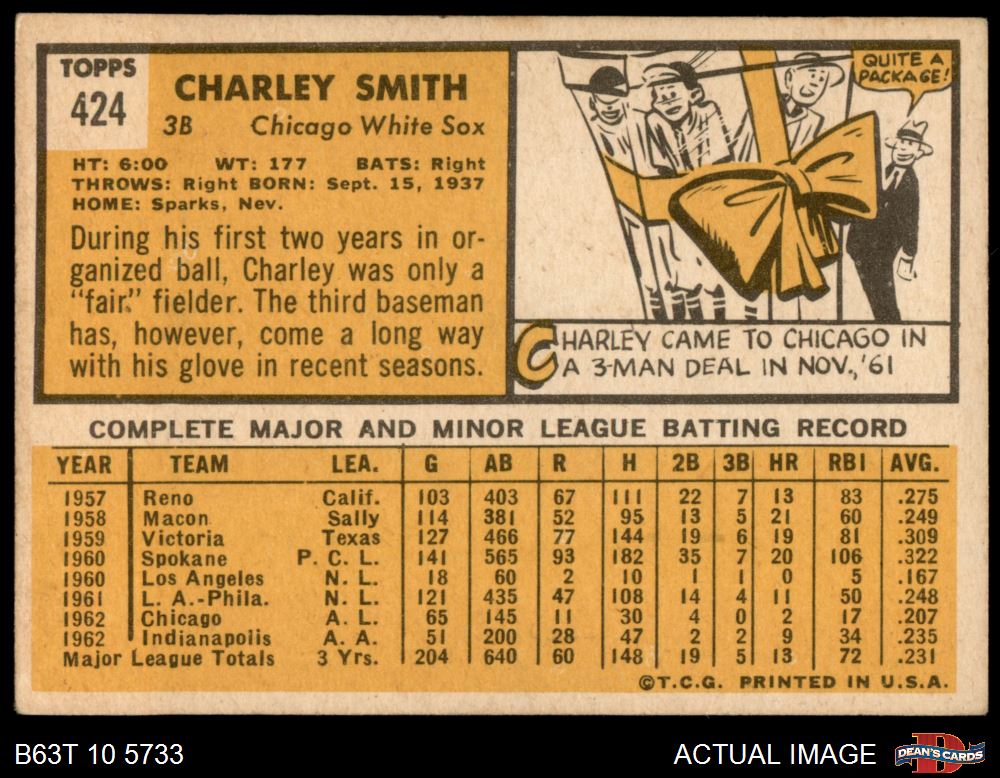 TOPPS
424
CHARLEY SMITH
3B Chicago White Sox
HT: 6:00 WT: 177 BATS: Right
THROWS: Right BORN: Sept. 15, 1937
HOME: Sparks, Nev.
During his first two years in or-
ganized ball, Charley was only a
"fair." fielder. The third baseman
has, however, come a long way
with his glove in recent seasons.
QUITE A
PACKAGE!
CHARLEY CAME TO CHICAGO IN
A 3-MAN DEAL IN NOV., '61
COMPLETE MAJOR AND MINOR LEAGUE BATTING RECORD
YEAR TEAM LEA. G AB R H 2B 3B HR RBI AVG.
1957 Reno Calif. 103 403 67 111 22 7 13 83 .275
1958 Macon Sally 114 381 52 95 13 5 21 60 .249
1959 Victoria Texas 127 466 77 144 19 6 19 81 .309
1960 Spokane P. C. L. 141 565 93 182 35 7 20 106 .322
1960 Los Angeles N. L. 18 60 2 10 1 1 0 5 .167
1961 L. A.-Phila. N. L. 121 435 47 108 14 4 11 50 .248
1962 Chicago A. L. 65 145 11 30 4 0 2 17 .207
1962 Indianapolis A. A. 51 200 28 47 2 2 9 34 .235
Major League Totals 3 Yrs. 204 640 60 148 19 5 13 72 .231
©T.C.G. PRINTED IN U.S.A.
B63T 10 5733
ACTUAL IMAGE
D
DEAN'S CARDS